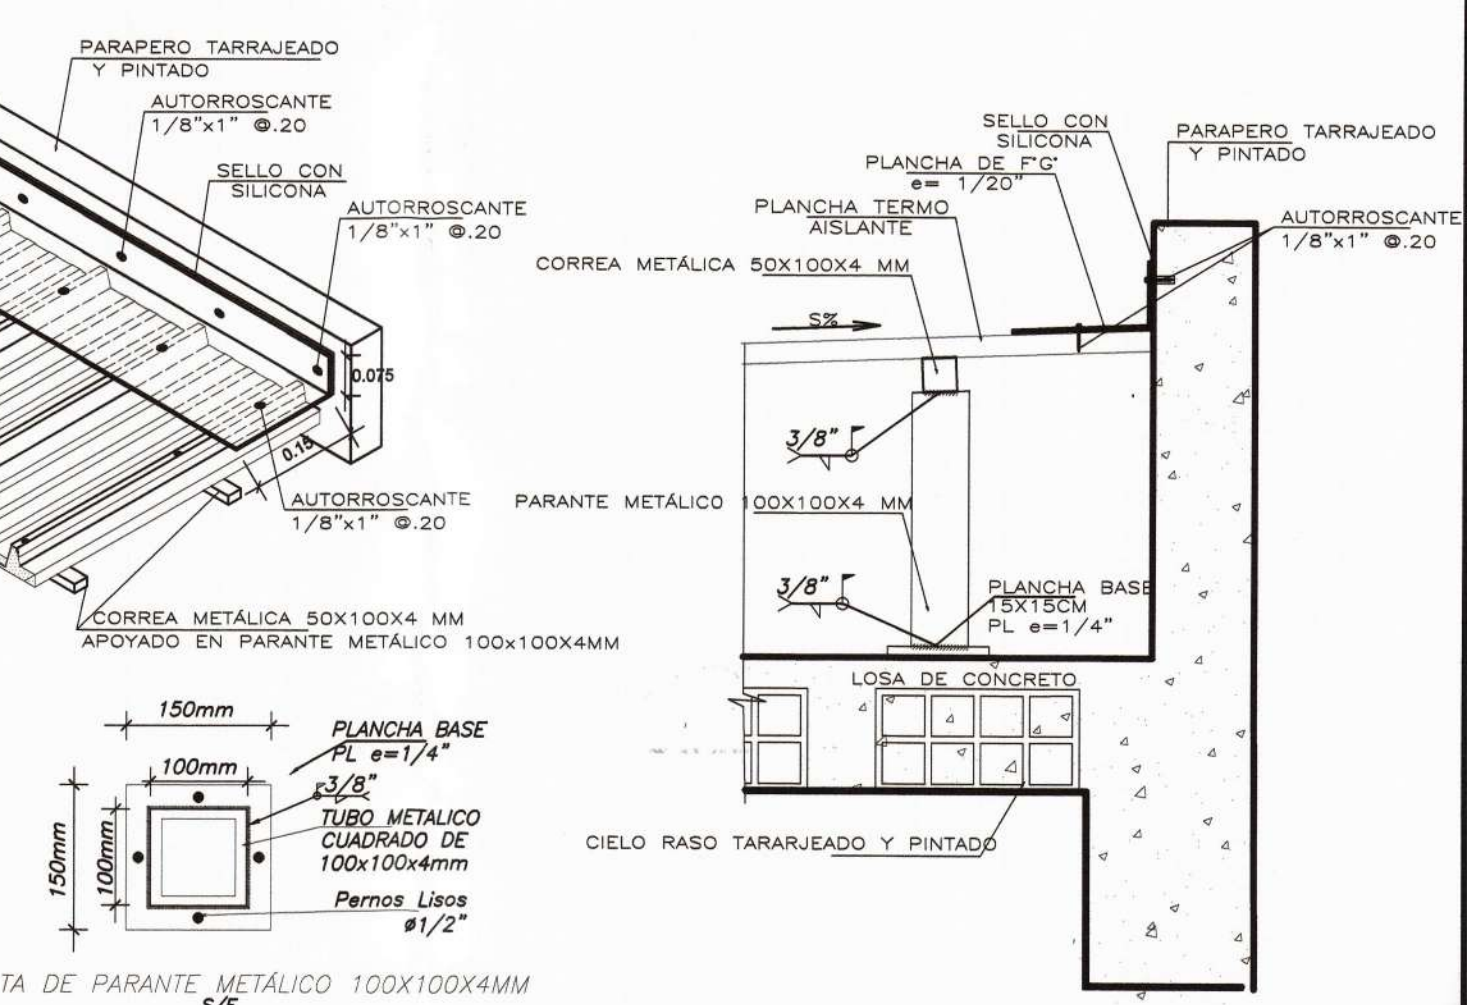 PARAPERO TARRAJEADO
Y PINTADO
AUTORROSCANTE
1/8"x1" @.20
SELLO CON
SILICONA
AUTORROSCANTE
1/8"x1" @.20
0.075
0.15
AUTORROSCANTE
1/8"x1" @.20
CORREA METÁLICA 50X100X4 MM
APOYADO EN PARANTE METÁLICO 100x100X4MM
SELLO CON
SILICONA
PARAPERO TARRAJEADO
Y PINTADO
PLANCHA DE F°G°
e= 1/20"
PLANCHA TERMO
AISLANTE
AUTORROSCANTE
1/8"x1" @.20
CORREA METÁLICA 50X100X4 MM
S%
3/8"
PARANTE METÁLICO 100X100X4 MM
3/8"
PLANCHA BASE
15X15CM
PL e=1/4"
LOSA DE CONCRETO
CIELO RASO TARARJEADO Y PINTADO
150mm
PLANCHA BASE
PL e=1/4"
100mm
3/8"
TUBO METALICO
CUADRADO DE
100x100x4mm
150mm
100mm
Pernos Lisos
ø1/2"
TA DE PARANTE METÁLICO 100X100X4MM
S/E